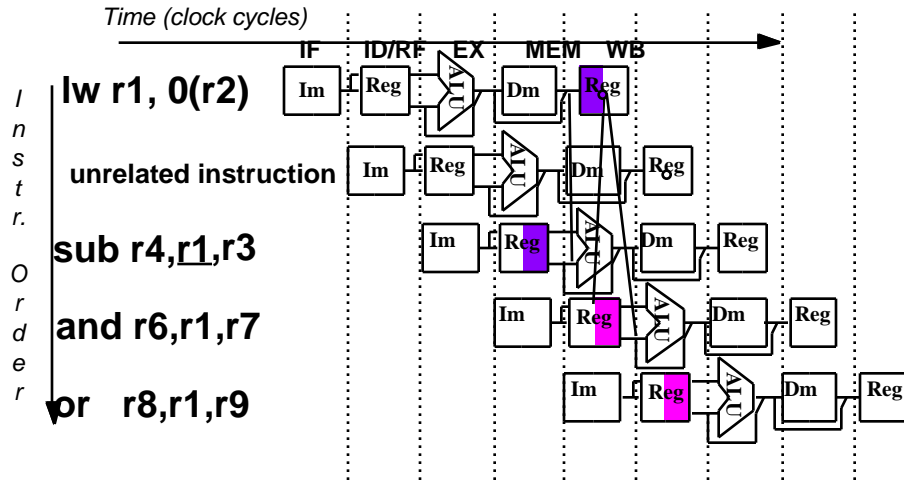 Time (clock cycles)
IF ID/RF EX MEM WB
Instr. Order
lw r1, 0(r2) Im Reg ALU Dm Reg
unrelated instruction Im Reg ALU Dm Reg
sub r4,r1,r3 Im Reg ALU Dm Reg
and r6,r1,r7 Im Reg ALU Dm Reg
or r8,r1,r9 Im Reg ALU Dm Reg